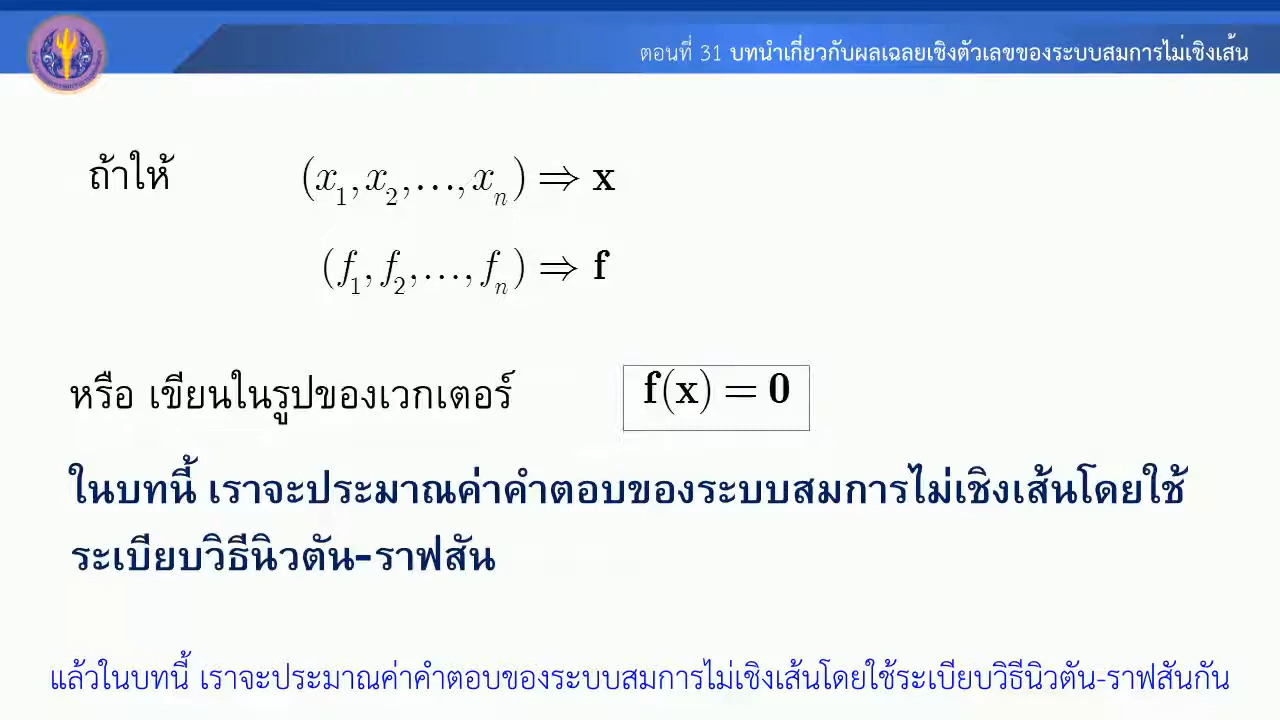 ตอนที่ 31 บทนำเกี่ยวกับผลเฉลยเชิงตัวเลขของระบบสมการไม่เชิงเส้น
ถ้าให้ (x₁, x₂, ..., xₙ) ⇒ x
(f₁, f₂, ..., fₙ) ⇒ f
หรือ เขียนในรูปของเวกเตอร์ f(x) = 0
ในบทนี้ เราจะประมาณค่าคำตอบของระบบสมการไม่เชิงเส้นโดยใช้
ระเบียบวิธีนิวตัน-ราฟสัน
แล้วในบทนี้ เราจะประมาณค่าคำตอบของระบบสมการไม่เชิงเส้นโดยใช้ระเบียบวิธีนิวตัน-ราฟสันกัน